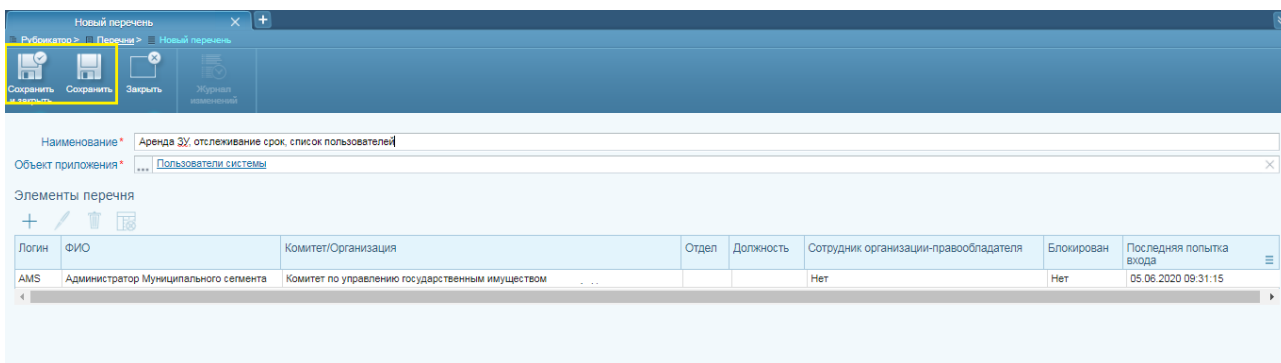 Новый перечень
Рубрикатор > Перечни > Новый перечень
Сохранить и закрыть
Сохранить
Закрыть
Журнал изменений
Наименование* Аренда ЗУ, отслеживание срок, список пользователей
Объект приложения* ... Пользователи системы
Элементы перечня
Логин ФИО Комитет/Организация Отдел Должность Сотрудник организации-правообладателя Блокирован Последняя попытка входа
AMS Администратор Муниципального сегмента Комитет по управлению государственным имуществом Нет Нет 05.06.2020 09:31:15